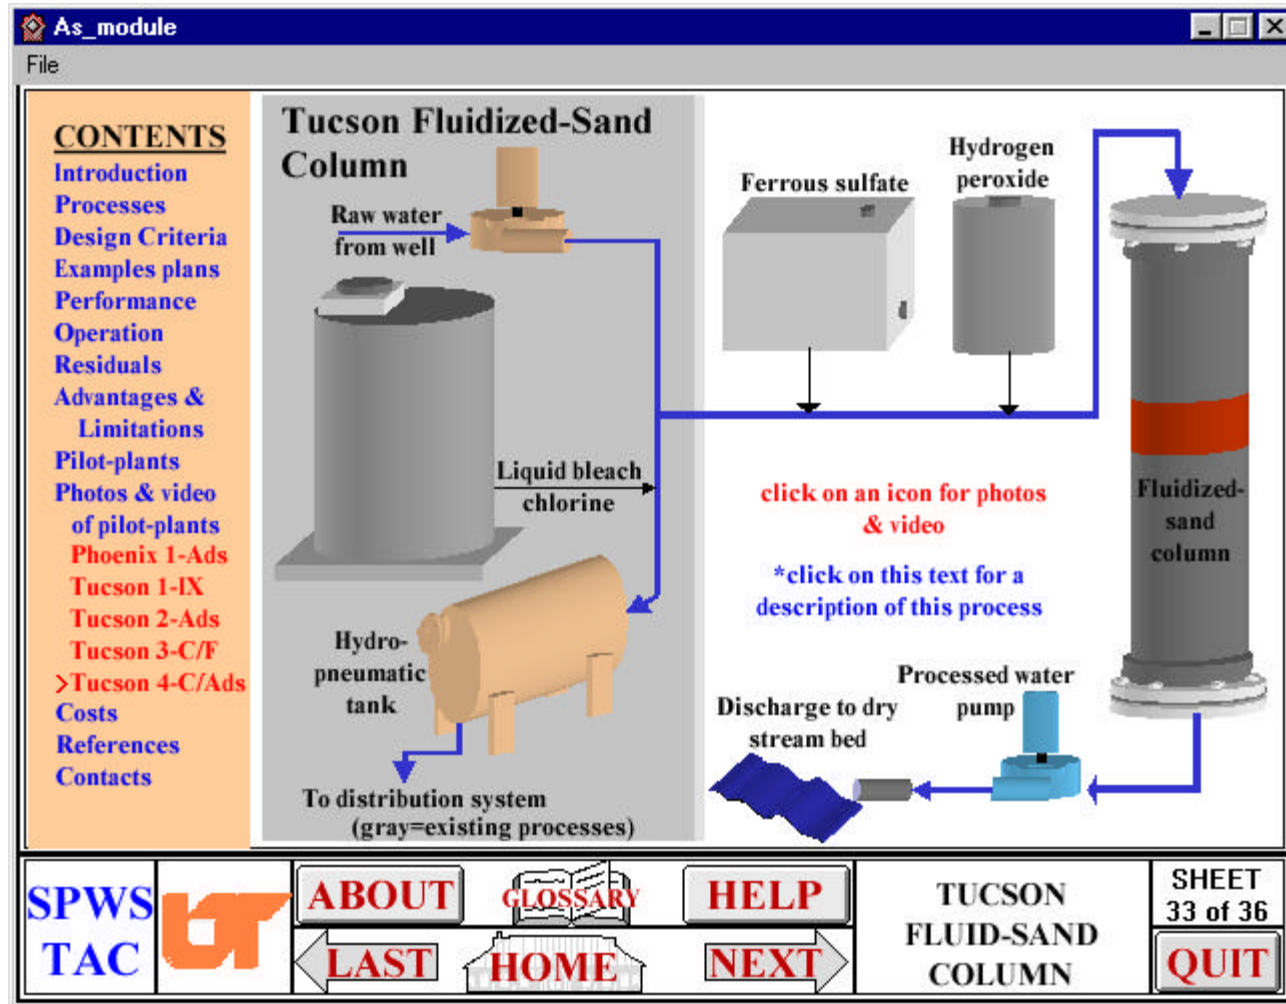 As_module
File
CONTENTS
Introduction
Processes
Design Criteria
Examples plans
Performance
Operation
Residuals
Advantages &
Limitations
Pilot-plants
Photos & video
of pilot-plants
Phoenix 1-Ads
Tucson 1-IX
Tucson 2-Ads
Tucson 3-C/F
>Tucson 4-C/Ads
Costs
References
Contacts
Tucson Fluidized-Sand
Column
Raw water
from well
Liquid bleach
chlorine
Hydro-
pneumatic
tank
To distribution system
(gray=existing processes)
Ferrous sulfate
Hydrogen
peroxide
click on an icon for photos
& video
*click on this text for a
description of this process
Fluidized-
sand
column
Processed water
pump
Discharge to dry
stream bed
SPWS
TAC
UT
ABOUT
GLOSSARY
HELP
LAST
HOME
NEXT
TUCSON
FLUID-SAND
COLUMN
SHEET
33 of 36
QUIT